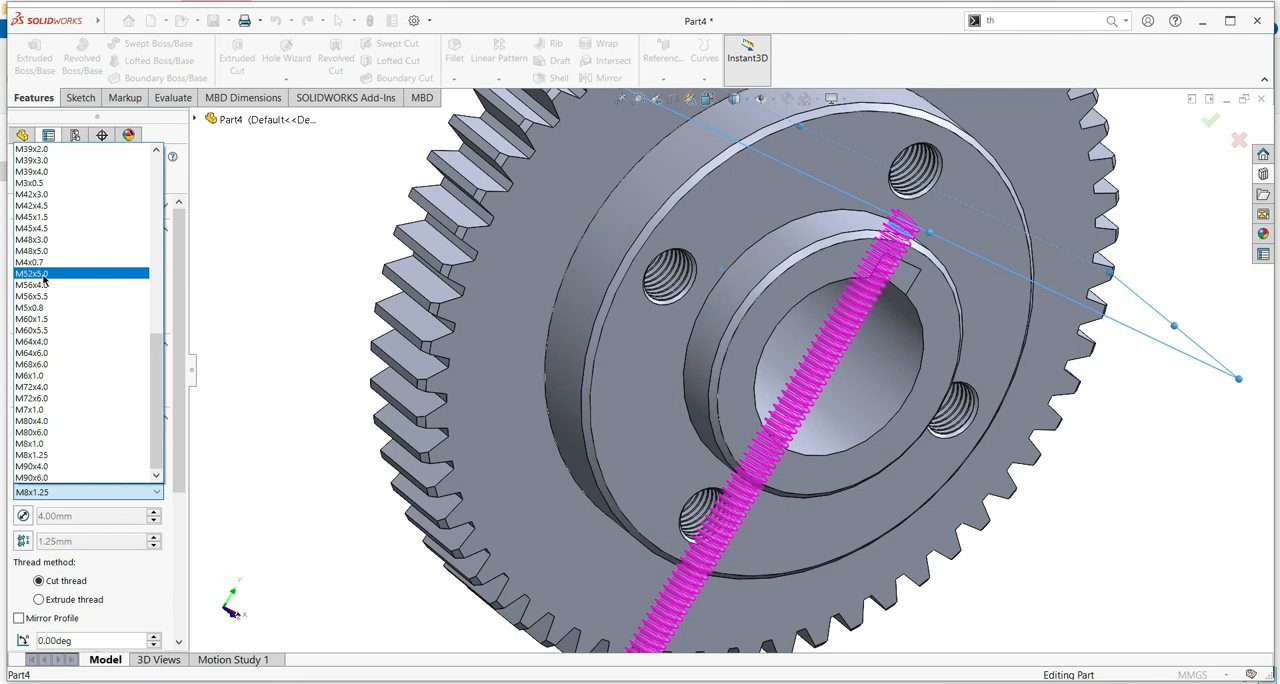 SOLIDWORKS
Part4 *
th
Extruded
Boss/Base
Revolved
Boss/Base
Swept Boss/Base
Lofted Boss/Base
Boundary Boss/Base
Extruded
Cut
Hole Wizard
Revolved
Cut
Swept Cut
Lofted Cut
Boundary Cut
Fillet
Linear Pattern
Rib
Draft
Shell
Wrap
Intersect
Mirror
Referenc...
Curves
Instant3D
Features
Sketch
Markup
Evaluate
MBD Dimensions
SOLIDWORKS Add-Ins
MBD
Part4 (Default<<De...
M39x2.0
M39x3.0
M39x4.0
M3x0.5
M42x3.0
M42x4.5
M45x1.5
M45x4.5
M48x3.0
M48x5.0
M4x0.7
M52x5.0
M56x4.0
M56x5.5
M5x0.8
M60x1.5
M60x5.5
M64x4.0
M64x6.0
M68x6.0
M6x1.0
M72x4.0
M72x6.0
M7x1.0
M80x4.0
M80x6.0
M8x1.0
M8x1.25
M90x4.0
M90x6.0
M8x1.25
4.00mm
1.25mm
Thread method:
Cut thread
Extrude thread
Mirror Profile
0.00deg
Y
X
Model
3D Views
Motion Study 1
Part4
Editing Part
MMGS